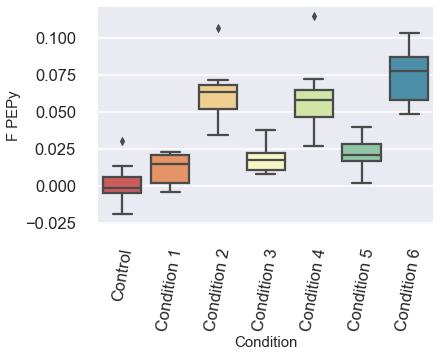 F PEPy
0.100
0.075
0.050
0.025
0.000
−0.025
Control
Condition 1
Condition 2
Condition 3
Condition 4
Condition 5
Condition 6
Condition